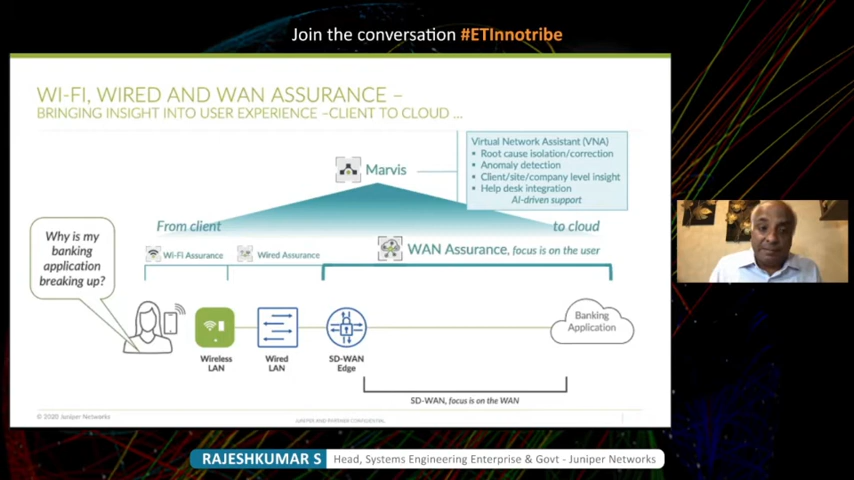 Join the conversation #ETInnotribe
WI-FI, WIRED AND WAN ASSURANCE –
BRINGING INSIGHT INTO USER EXPERIENCE –CLIENT TO CLOUD ...
Marvis
Virtual Network Assistant (VNA)
• Root cause isolation/correction
• Anomaly detection
• Client/site/company level insight
• Help desk integration
AI-driven support
From client
to cloud
Why is my
banking
application
breaking up?
Wi-Fi Assurance
Wired Assurance
WAN Assurance, focus is on the user
Banking
Application
Wireless
LAN
Wired
LAN
SD-WAN
Edge
SD-WAN, focus is on the WAN
© 2020 Juniper Networks
JUNIPER AND PARTNER CONFIDENTIAL
RAJESHKUMAR S
Head, Systems Engineering Enterprise & Govt - Juniper Networks